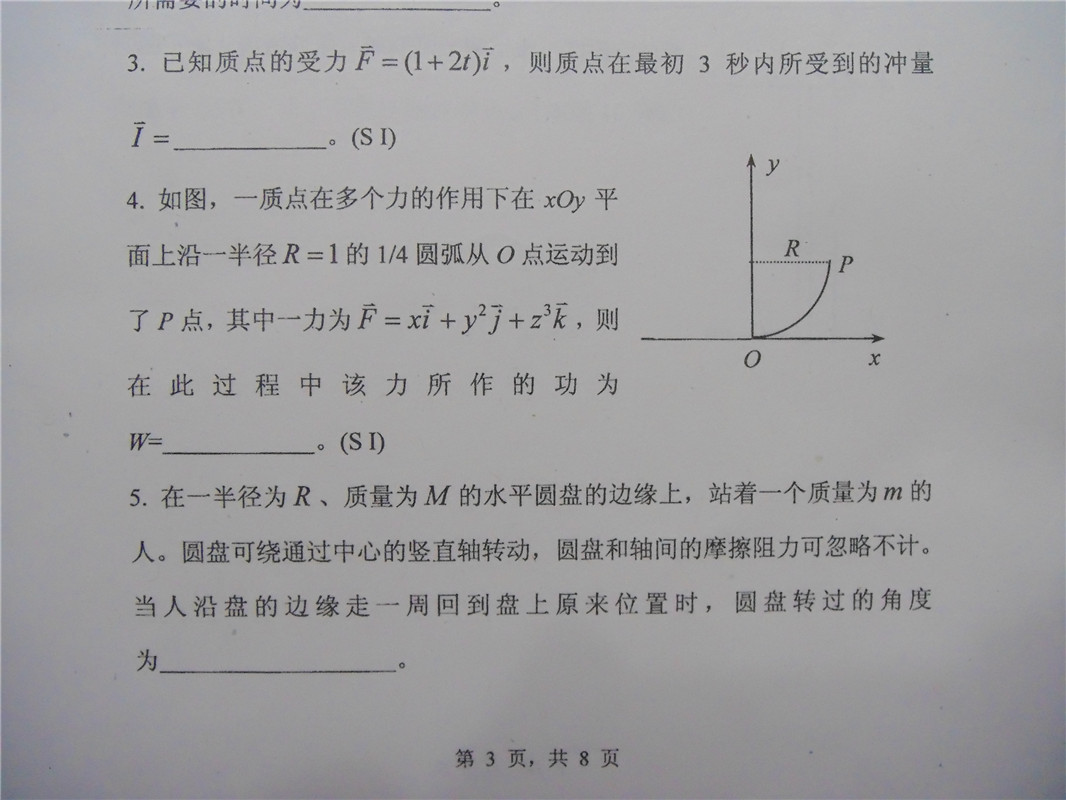 所需要的时间为____________。
3. 已知质点的受力 $\vec{F}=(1+2t)\vec{i}$，则质点在最初 3 秒内所受到的冲量
$\vec{I}=$____________。(S I)
4. 如图，一质点在多个力的作用下在 xOy 平
面上沿一半径 R=1 的 1/4 圆弧从 O 点运动到
了 P 点，其中一力为 $\vec{F}=x\vec{i}+y^2\vec{j}+z^3\vec{k}$，则
在此过程中该力所作的功为
W=____________。(S I)
y
R
P
O
x
5. 在一半径为 R、质量为 M 的水平圆盘的边缘上，站着一个质量为 m 的
人。圆盘可绕通过中心的竖直轴转动，圆盘和轴间的摩擦阻力可忽略不计。
当人沿盘的边缘走一周回到盘上原来位置时，圆盘转过的角度
为____________。
第 3 页，共 8 页